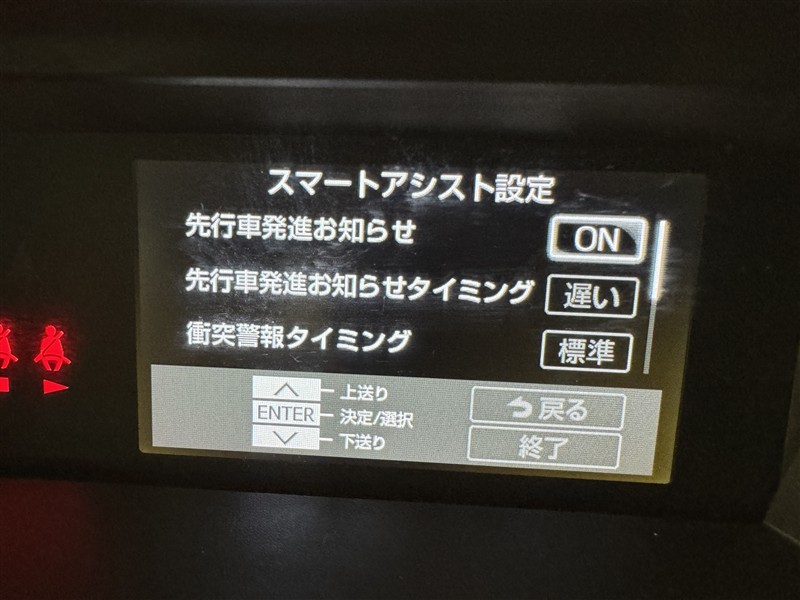 スマートアシスト設定
先行車発進お知らせ ON
先行車発進お知らせタイミング 遅い
衝突警報タイミング 標準
上送り
ENTER 決定/選択
下送り
戻る
終了